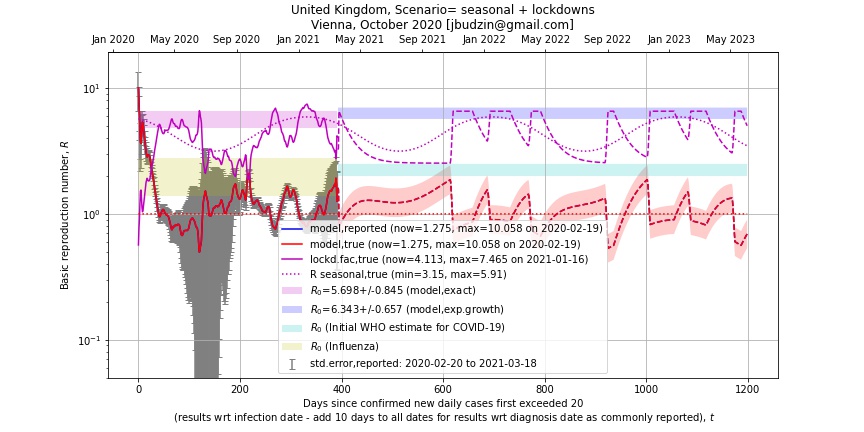 United Kingdom, Scenario= seasonal + lockdowns
Vienna, October 2020 [jbudzin@gmail.com]
Jan 2020 May 2020 Sep 2020 Jan 2021 May 2021 Sep 2021 Jan 2022 May 2022 Sep 2022 Jan 2023 May 2023
Basic reproduction number, R
10¹
10⁰
10⁻¹
model,reported (now=1.275, max=10.058 on 2020-02-19)
model,true (now=1.275, max=10.058 on 2020-02-19)
lockd.fac,true (now=4.113, max=7.465 on 2021-01-16)
R seasonal,true (min=3.15, max=5.91)
R₀=5.698+/-0.845 (model,exact)
R₀=6.343+/-0.657 (model,exp.growth)
R₀ (Initial WHO estimate for COVID-19)
R₀ (Influenza)
std.error,reported: 2020-02-20 to 2021-03-18
0 200 400 600 800 1000 1200
Days since confirmed new daily cases first exceeded 20
(results wrt infection date - add 10 days to all dates for results wrt diagnosis date as commonly reported), t